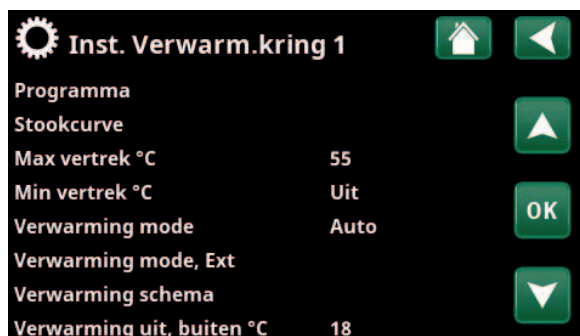 Inst. Verwarm.kring 1
Programma
Stookcurve
Max vertrek °C 55
Min vertrek °C Uit
Verwarming mode Auto
OK
Verwarming mode, Ext
Verwarming schema
Verwarming uit, buiten °C 18